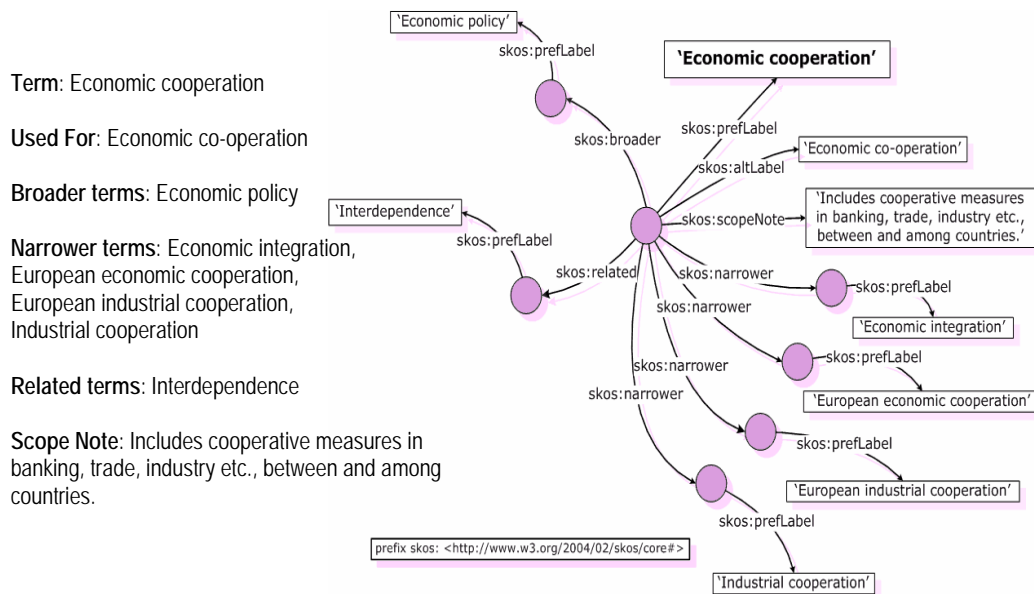 Term: Economic cooperation
Used For: Economic co-operation
Broader terms: Economic policy
Narrower terms: Economic integration,
European economic cooperation,
European industrial cooperation,
Industrial cooperation
Related terms: Interdependence
Scope Note: Includes cooperative measures in
banking, trade, industry etc., between and among
countries.
‘Economic policy’
skos:prefLabel
‘Economic cooperation’
skos:prefLabel
skos:broader
‘Economic co-operation’
skos:altLabel
‘Includes cooperative measures
in banking, trade, industry etc.,
between and among countries.’
skos:scopeNote
‘Interdependence’
skos:prefLabel
skos:related
skos:narrower
skos:prefLabel
‘Economic integration’
skos:narrower
skos:prefLabel
‘European economic cooperation’
skos:narrower
skos:prefLabel
‘European industrial cooperation’
skos:narrower
skos:prefLabel
‘Industrial cooperation’
prefix skos: <http://www.w3.org/2004/02/skos/core#>